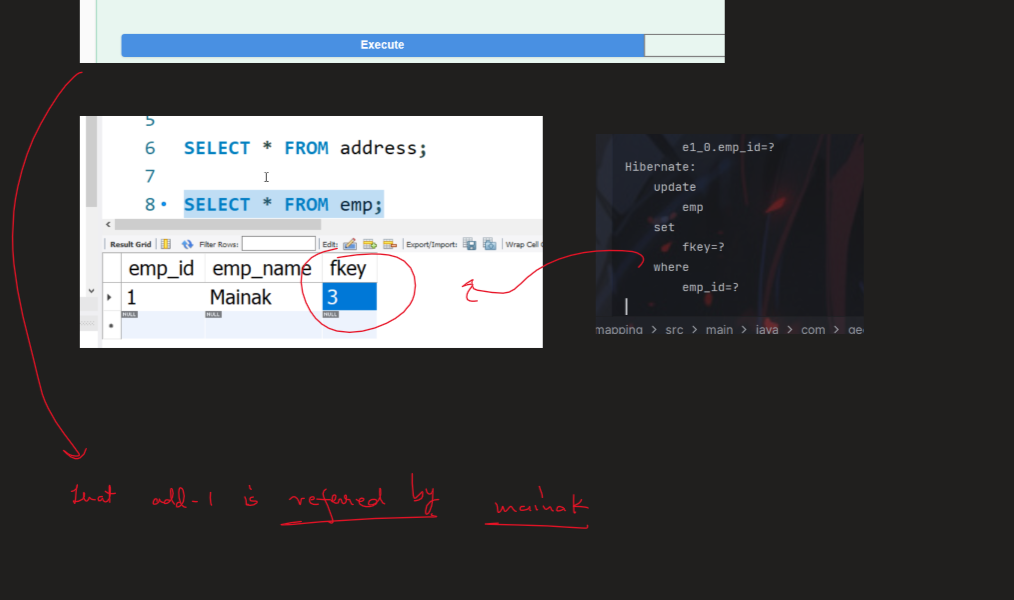 Execute
5
6 SELECT * FROM address;
7
8 SELECT * FROM emp;
Result Grid Filter Rows: Edit: Export/Import: Wrap Cell C
emp_id emp_name fkey
1 Mainak 3
NULL NULL NULL
e1_0.emp_id=?
Hibernate:
update
emp
set
fkey=?
where
emp_id=?
mapping > src > main > java > com > gee
that add-1 is referred by mainak